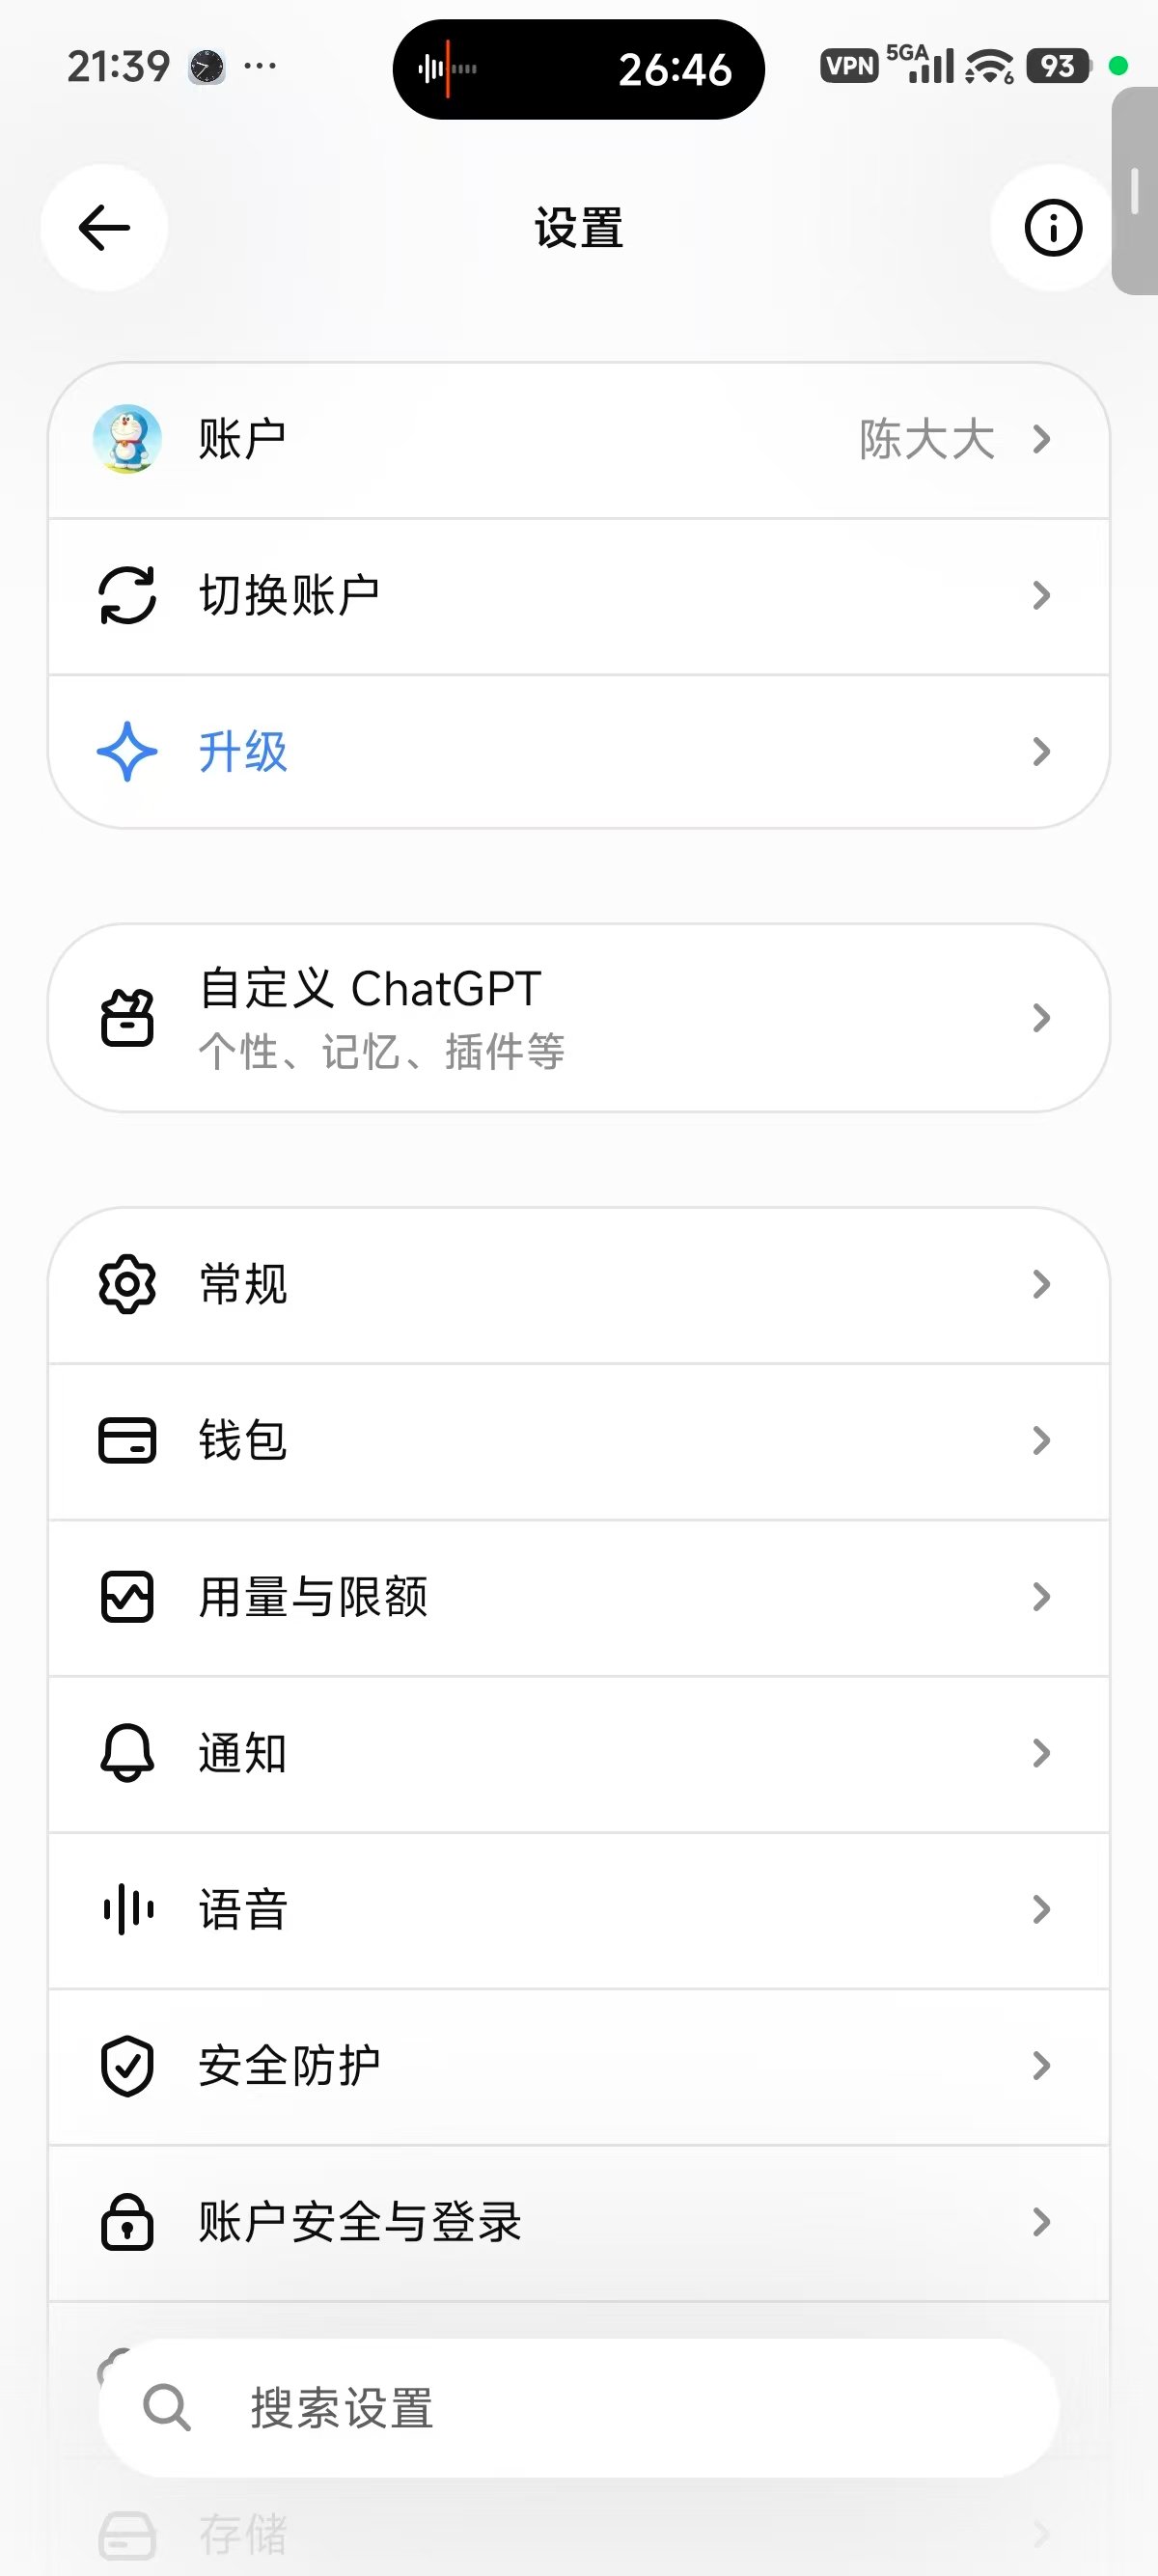 21:39 ... 26:46 VPN 5GA 6 93
设置
账户 陈大大
切换账户
升级
自定义 ChatGPT
个性、记忆、插件等
常规
钱包
用量与限额
通知
语音
安全防护
账户安全与登录
搜索设置
存储